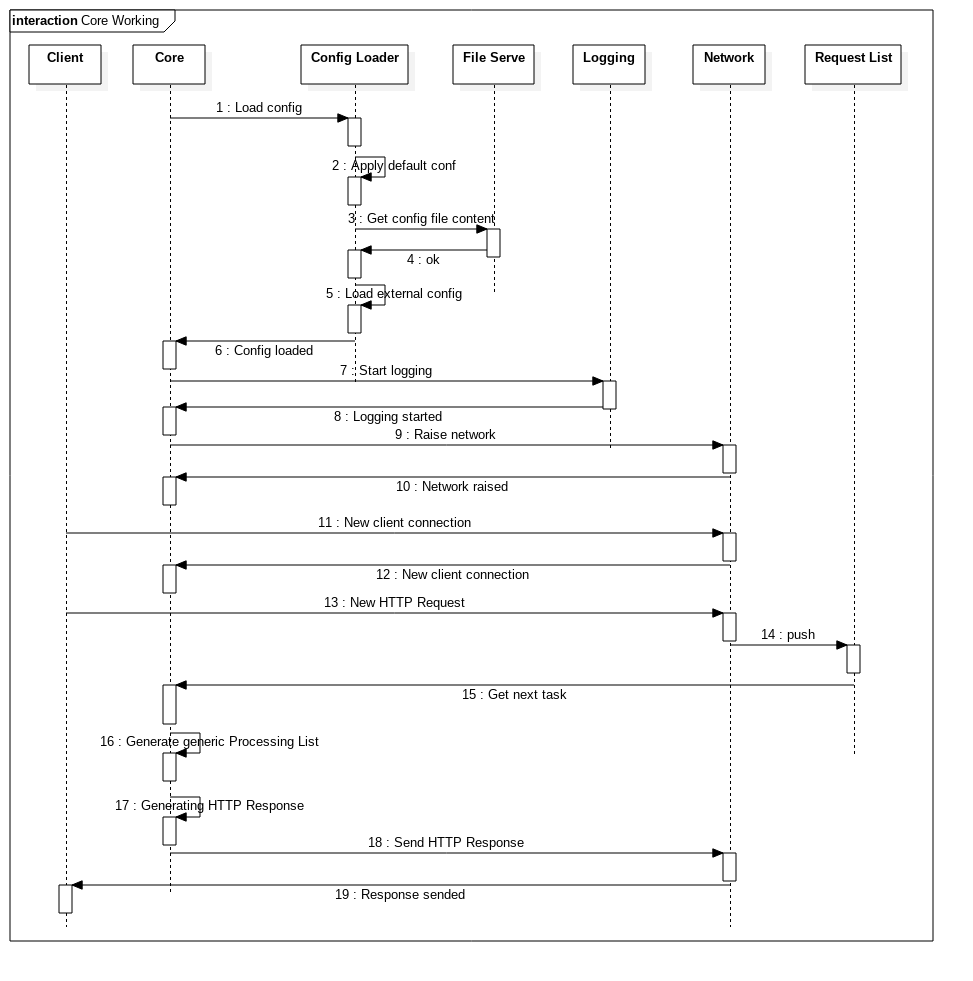 interaction Core Working
Client
Core
Config Loader
File Serve
Logging
Network
Request List
1 : Load config
2 : Apply default conf
3 : Get config file content
4 : ok
5 : Load external config
6 : Config loaded
7 : Start logging
8 : Logging started
9 : Raise network
10 : Network raised
11 : New client connection
12 : New client connection
13 : New HTTP Request
14 : push
15 : Get next task
16 : Generate generic Processing List
17 : Generating HTTP Response
18 : Send HTTP Response
19 : Response sended